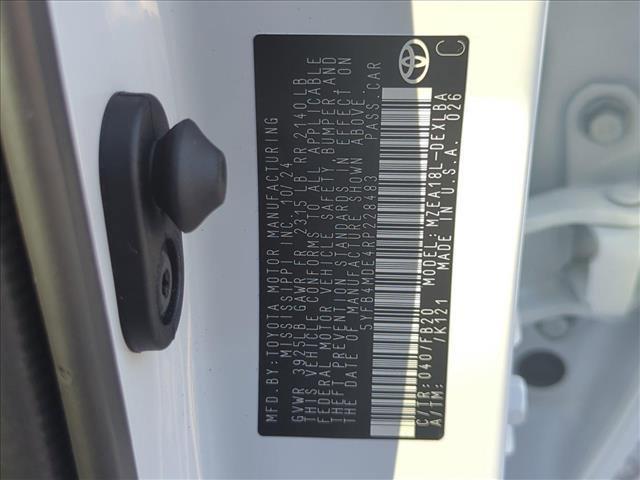 MFD.BY:TOYOTA MOTOR MANUFACTURING
MISSISSIPPI INC. 10/24
GVWR 3925LB GAWR FR 2315 LB RR 2140 LB
THIS VEHICLE CONFORMS TO ALL APPLICABLE
FEDERAL MOTOR VEHICLE SAFETY, BUMPER, AND
THEFT PREVENTION STANDARDS IN EFFECT ON
THE DATE OF MANUFACTURE SHOWN ABOVE.
5YFB4MDE4RP228483 PASS.CAR
C/TR:040/FB20 MODEL:MZEA18L-DEXLBA
A/TM: /K121 MADE IN U.S.A. 026
C